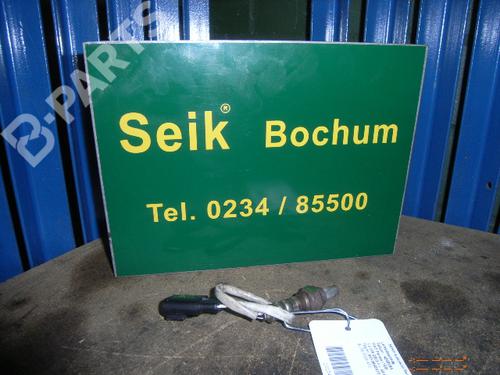 B-PARTS
Seik® Bochum
Tel. 0234 / 85500